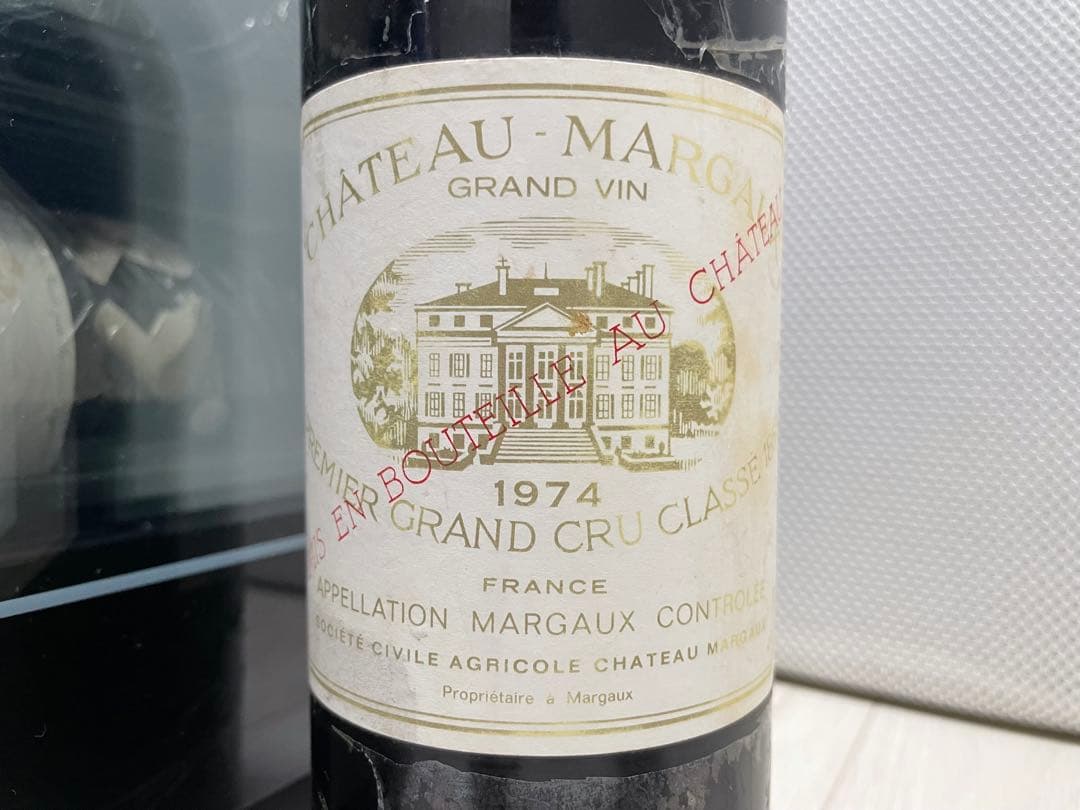 CHÂTEAU - MARGAU
GRAND VIN
EN BOUTEILLE AU CHÂTEAU
1974
PREMIER GRAND CRU CLASSÉ
FRANCE
APPELLATION MARGAUX CONTROLÉE
SOCIÉTÉ CIVILE AGRICOLE CHATEAU MARGAUX
Propriétaire à Margaux